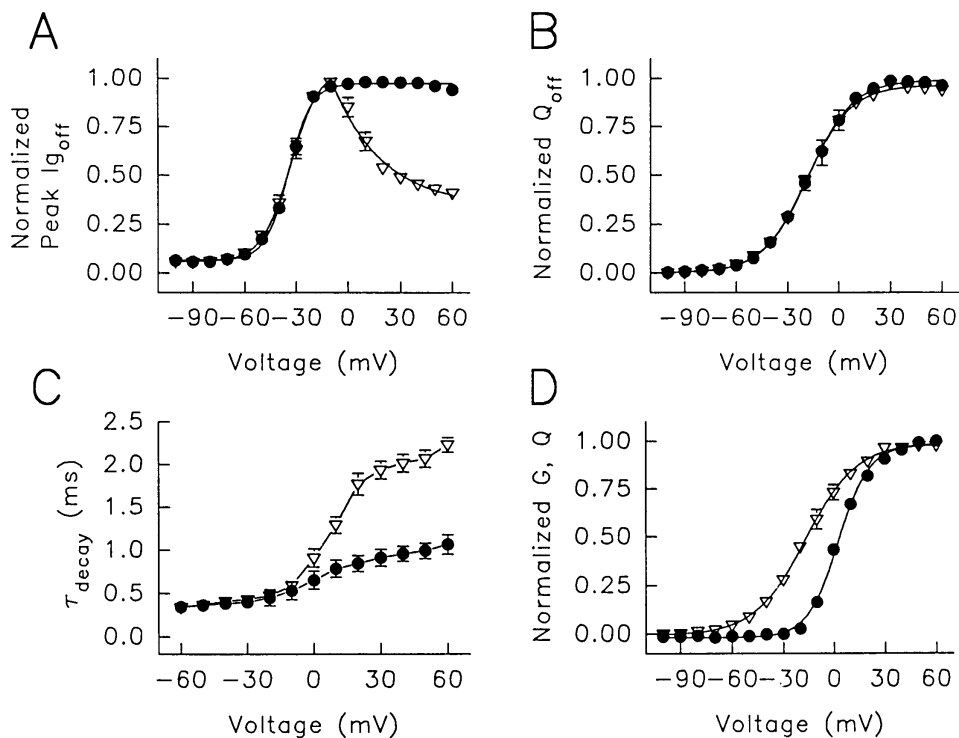 A
Normalized
Peak Ig_off
1.00
0.75
0.50
0.25
0.00
−90 −60 −30 0 30 60
Voltage (mV)
B
Normalized Q_off
1.00
0.75
0.50
0.25
0.00
−90 −60 −30 0 30 60
Voltage (mV)
C
τ_decay (ms)
2.5
2.0
1.5
1.0
0.5
0.0
−60 −30 0 30 60
Voltage (mV)
D
Normalized G, Q
1.00
0.75
0.50
0.25
0.00
−90 −60 −30 0 30 60
Voltage (mV)